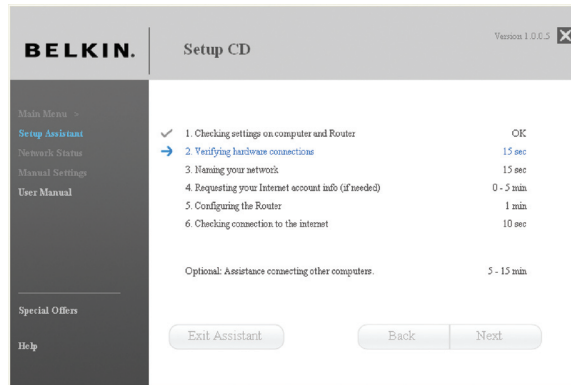 BELKIN.
Setup CD
Version 1.0.0.5
Main Menu >
Setup Assistant
Network Status
Manual Settings
User Manual
Special Offers
Help
1. Checking settings on computer and Router OK
2. Verifying hardware connections 15 sec
3. Naming your network 15 sec
4. Requesting your Internet account info (if needed) 0 - 5 min
5. Configuring the Router 1 min
6. Checking connection to the internet 10 sec
Optional: Assistance connecting other computers. 5 - 15 min
Exit Assistant Back Next